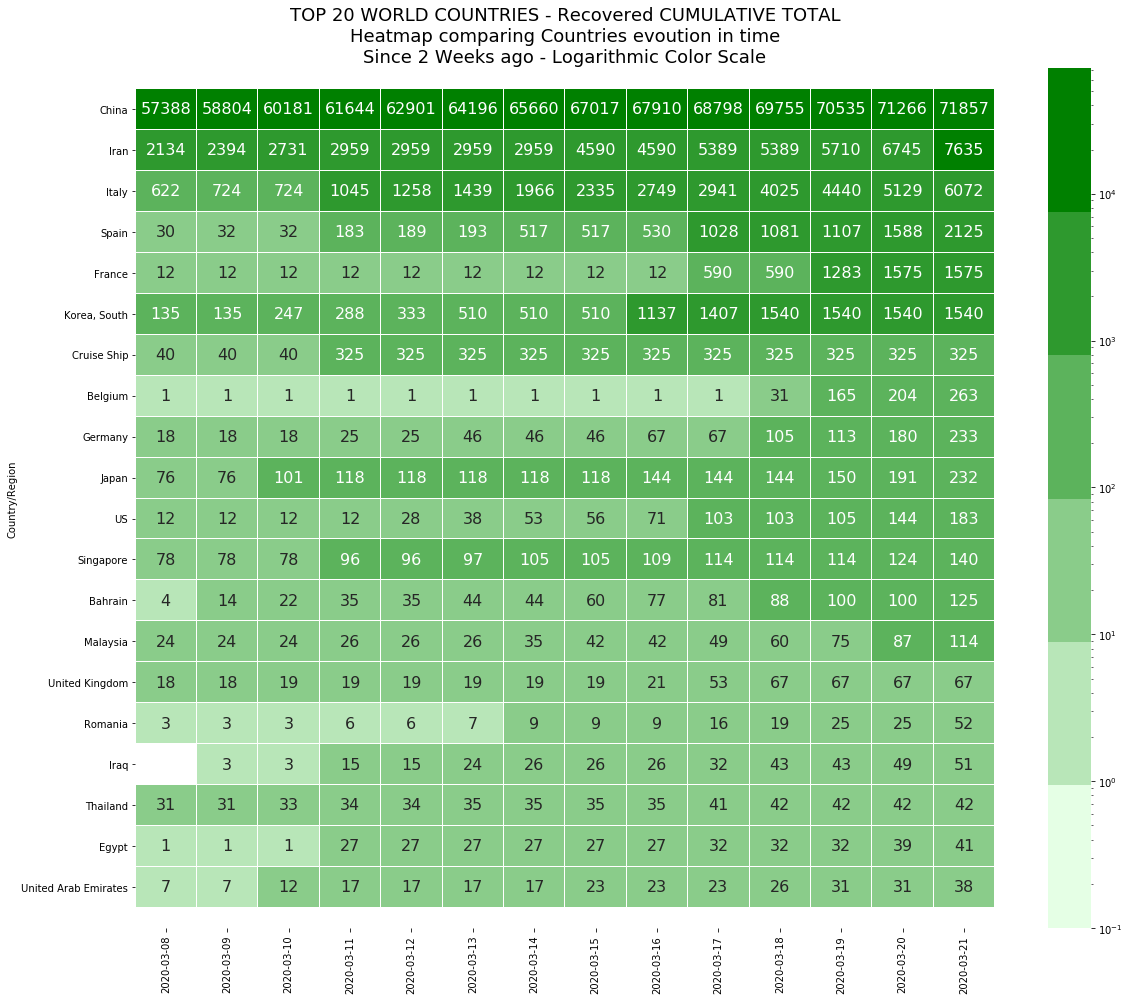 TOP 20 WORLD COUNTRIES - Recovered CUMULATIVE TOTAL
Heatmap comparing Countries evoution in time
Since 2 Weeks ago - Logarithmic Color Scale
China 57388 58804 60181 61644 62901 64196 65660 67017 67910 68798 69755 70535 71266 71857
Iran 2134 2394 2731 2959 2959 2959 2959 4590 4590 5389 5389 5710 6745 7635
Italy 622 724 724 1045 1258 1439 1966 2335 2749 2941 4025 4440 5129 6072
Spain 30 32 32 183 189 193 517 517 530 1028 1081 1107 1588 2125
France 12 12 12 12 12 12 12 12 12 590 590 1283 1575 1575
Korea, South 135 135 247 288 333 510 510 510 1137 1407 1540 1540 1540 1540
Cruise Ship 40 40 40 325 325 325 325 325 325 325 325 325 325 325
Belgium 1 1 1 1 1 1 1 1 1 1 31 165 204 263
Germany 18 18 18 25 25 46 46 46 67 67 105 113 180 233
Japan 76 76 101 118 118 118 118 118 144 144 144 150 191 232
US 12 12 12 12 28 38 53 56 71 103 103 105 144 183
Singapore 78 78 78 96 96 97 105 105 109 114 114 114 124 140
Bahrain 4 14 22 35 35 44 44 60 77 81 88 100 100 125
Malaysia 24 24 24 26 26 26 35 42 42 49 60 75 87 114
United Kingdom 18 18 19 19 19 19 19 19 21 53 67 67 67 67
Romania 3 3 3 6 6 7 9 9 9 16 19 25 25 52
Iraq 3 3 15 15 24 26 26 26 32 43 43 49 51
Thailand 31 31 33 34 34 35 35 35 35 41 42 42 42 42
Egypt 1 1 1 27 27 27 27 27 27 32 32 32 39 41
United Arab Emirates 7 7 12 17 17 17 17 23 23 23 26 31 31 38
2020-03-08 2020-03-09 2020-03-10 2020-03-11 2020-03-12 2020-03-13 2020-03-14 2020-03-15 2020-03-16 2020-03-17 2020-03-18 2020-03-19 2020-03-20 2020-03-21
Country/Region
10⁴
10³
10²
10¹
10⁰
10⁻¹